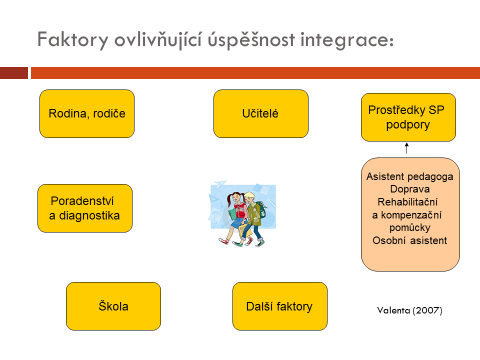 Faktory ovlivňující úspěšnost integrace:
Rodina, rodiče
Učitelé
Prostředky SP
podpory
Asistent pedagoga
Doprava
Rehabilitační
a kompenzační
pomůcky
Osobní asistent
Poradenství
a diagnostika
Škola
Další faktory
Valenta (2007)